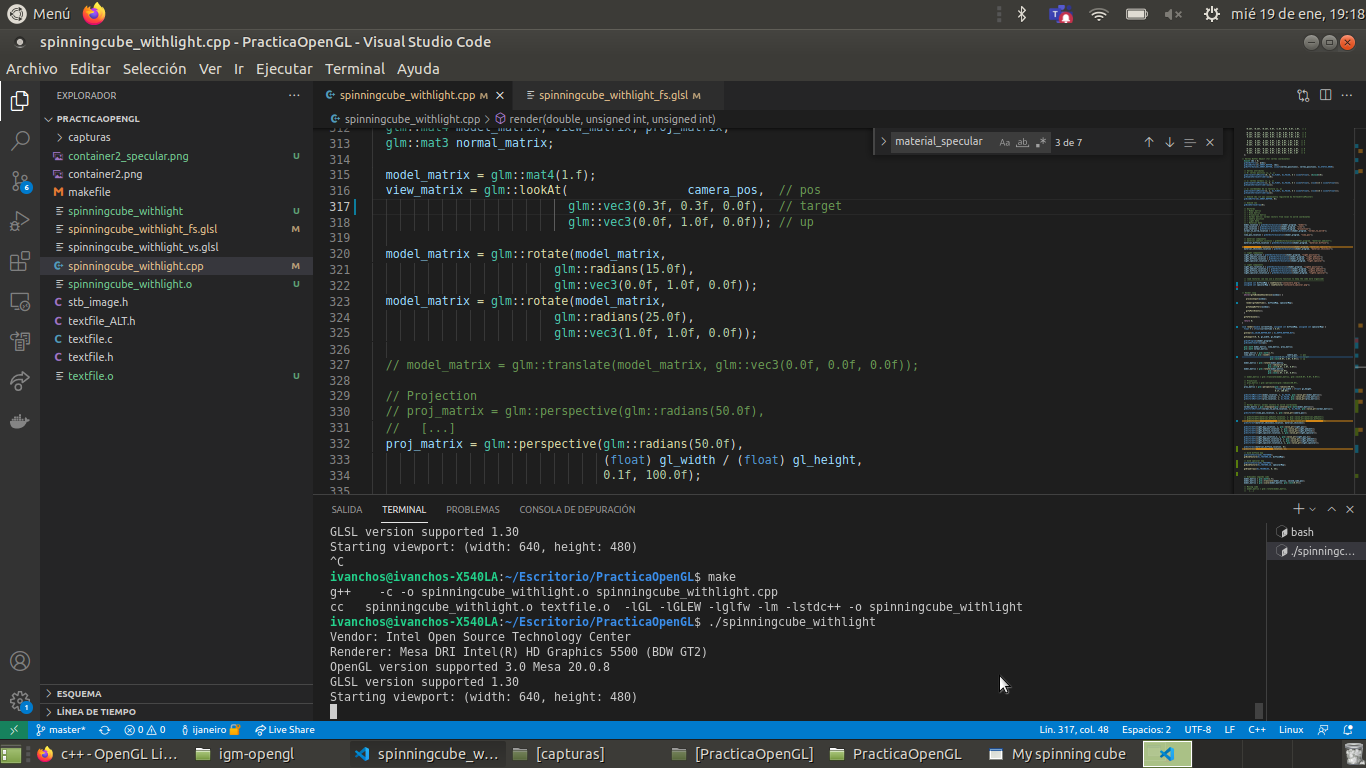 Menú
mié 19 de ene, 19:18
spinningcube_withlight.cpp - PracticaOpenGL - Visual Studio Code
Archivo Editar Selección Ver Ir Ejecutar Terminal Ayuda
EXPLORADOR
PRACTICAOPENGL
capturas
container2_specular.png U
container2.png
makefile
spinningcube_withlight U
spinningcube_withlight_fs.glsl M
spinningcube_withlight_vs.glsl
spinningcube_withlight.cpp M
spinningcube_withlight.o U
stb_image.h
textfile_ALT.h
textfile.c
textfile.h
textfile.o U
ESQUEMA
LÍNEA DE TIEMPO
6
1
spinningcube_withlight.cpp M
spinningcube_withlight_fs.glsl M
spinningcube_withlight.cpp > render(double, unsigned int, unsigned int)
material_specular Aa ab 3 de 7
312 glm::mat4 model_matrix, view_matrix, proj_matrix;
313 glm::mat3 normal_matrix;
314
315 model_matrix = glm::mat4(1.f);
316 view_matrix = glm::lookAt( camera_pos, // pos
317 glm::vec3(0.3f, 0.3f, 0.0f), // target
318 glm::vec3(0.0f, 1.0f, 0.0f)); // up
319
320 model_matrix = glm::rotate(model_matrix,
321 glm::radians(15.0f),
322 glm::vec3(0.0f, 1.0f, 0.0f));
323 model_matrix = glm::rotate(model_matrix,
324 glm::radians(25.0f),
325 glm::vec3(1.0f, 1.0f, 0.0f));
326
327 // model_matrix = glm::translate(model_matrix, glm::vec3(0.0f, 0.0f, 0.0f));
328
329 // Projection
330 // proj_matrix = glm::perspective(glm::radians(50.0f),
331 // [...]
332 proj_matrix = glm::perspective(glm::radians(50.0f),
333 (float) gl_width / (float) gl_height,
334 0.1f, 100.0f);
335
SALIDA TERMINAL PROBLEMAS CONSOLA DE DEPURACIÓN
GLSL version supported 1.30
Starting viewport: (width: 640, height: 480)
^C
ivanchos@ivanchos-X540LA:~/Escritorio/PracticaOpenGL$ make
g++ -c -o spinningcube_withlight.o spinningcube_withlight.cpp
cc spinningcube_withlight.o textfile.o -lGL -lGLEW -lglfw -lm -lstdc++ -o spinningcube_withlight
ivanchos@ivanchos-X540LA:~/Escritorio/PracticaOpenGL$ ./spinningcube_withlight
Vendor: Intel Open Source Technology Center
Renderer: Mesa DRI Intel(R) HD Graphics 5500 (BDW GT2)
OpenGL version supported 3.0 Mesa 20.0.8
GLSL version supported 1.30
Starting viewport: (width: 640, height: 480)
bash
./spinningc...
master* 0 0 ijaneiro Live Share
Lín. 317, col. 48 Espacios: 2 UTF-8 LF C++ Linux
c++ - OpenGL Li... igm-opengl spinningcube_w... [capturas] [PracticaOpenGL] PracticaOpenGL My spinning cube